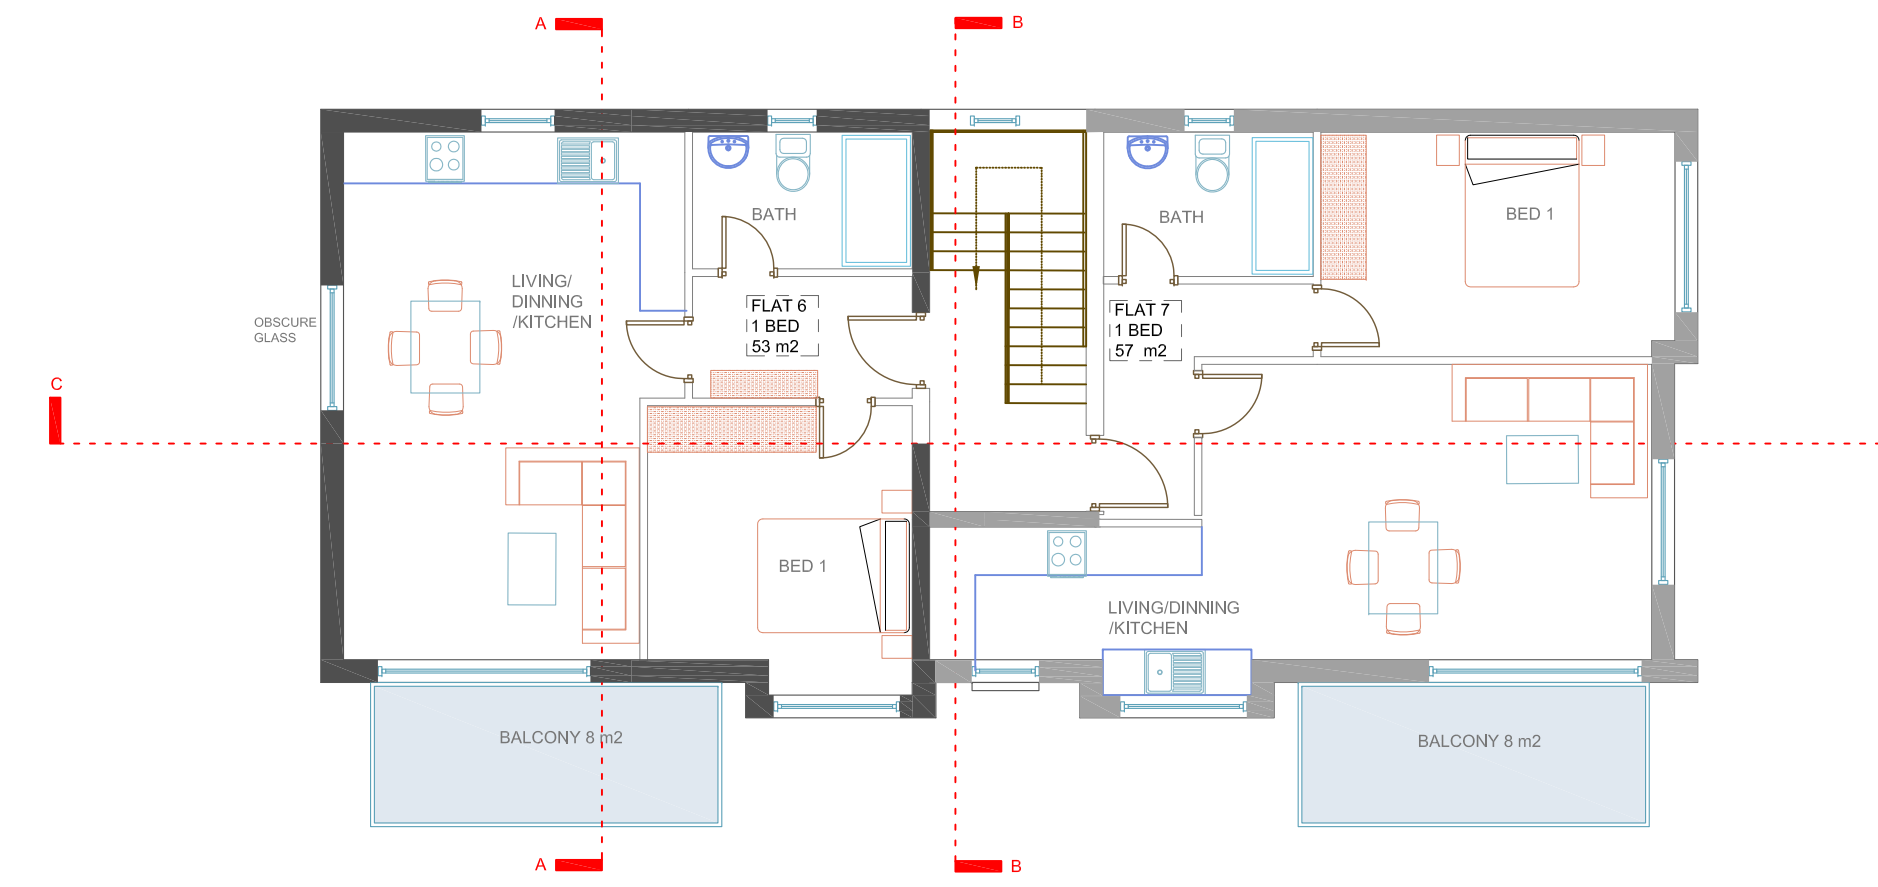 A
B
BATH
BATH
BED 1
LIVING/
DINNING
/KITCHEN
OBSCURE
GLASS
FLAT 6
1 BED
53 m2
FLAT 7
1 BED
57 m2
C
BED 1
LIVING/DINNING
/KITCHEN
BALCONY 8 m2
BALCONY 8 m2
A
B